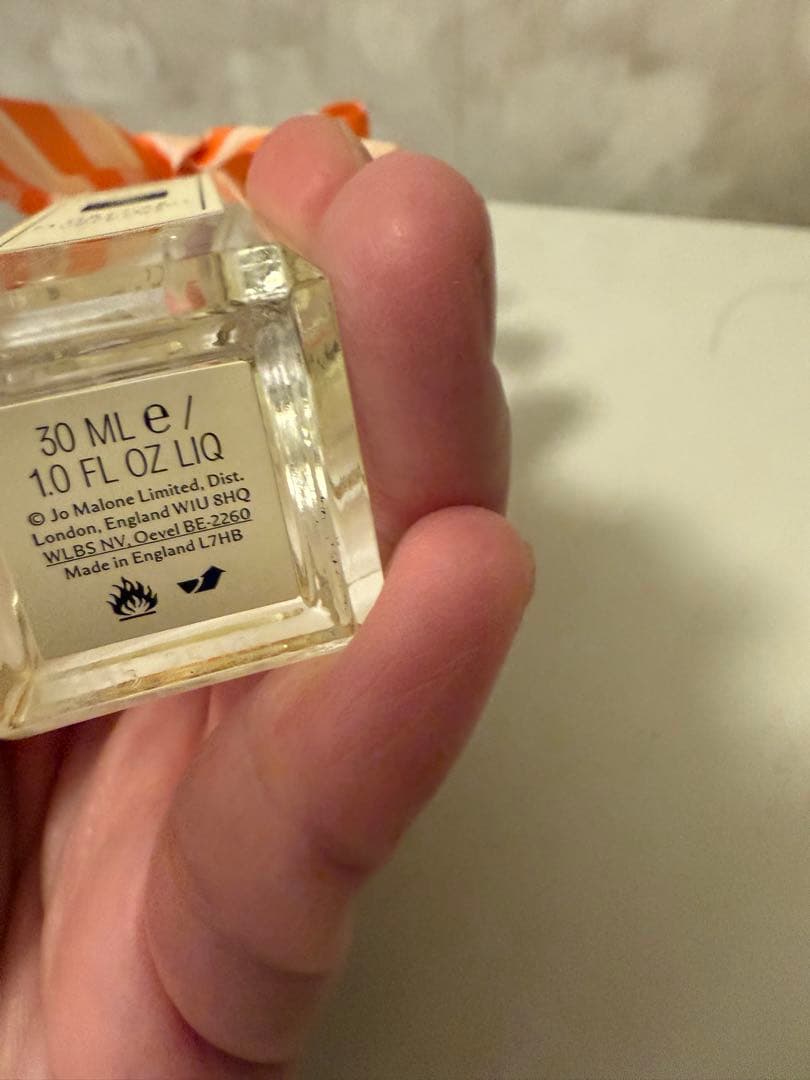 30 ML e /
1.0 FL OZ LIQ
© Jo Malone Limited, Dist.
London, England W1U 8HQ
WLBS NV, Oevel BE-2260
Made in England L7HB